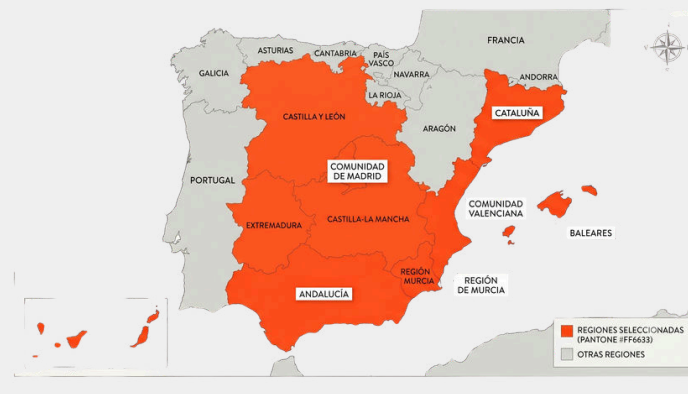 FRANCIA
ASTURIAS
CANTABRIA
PAÍS
VASCO
GALICIA
NAVARRA
ANDORRA
LA RIOJA
CASTILLA Y LEÓN
CATALUÑA
ARAGÓN
COMUNIDAD
DE MADRID
PORTUGAL
COMUNIDAD
VALENCIANA
EXTREMADURA
CASTILLA-LA MANCHA
BALEARES
REGIÓN
MURCIA
REGIÓN
DE MURCIA
ANDALUCÍA
REGIONES SELECCIONADAS
(PANTONE #FF6633)
OTRAS REGIONES